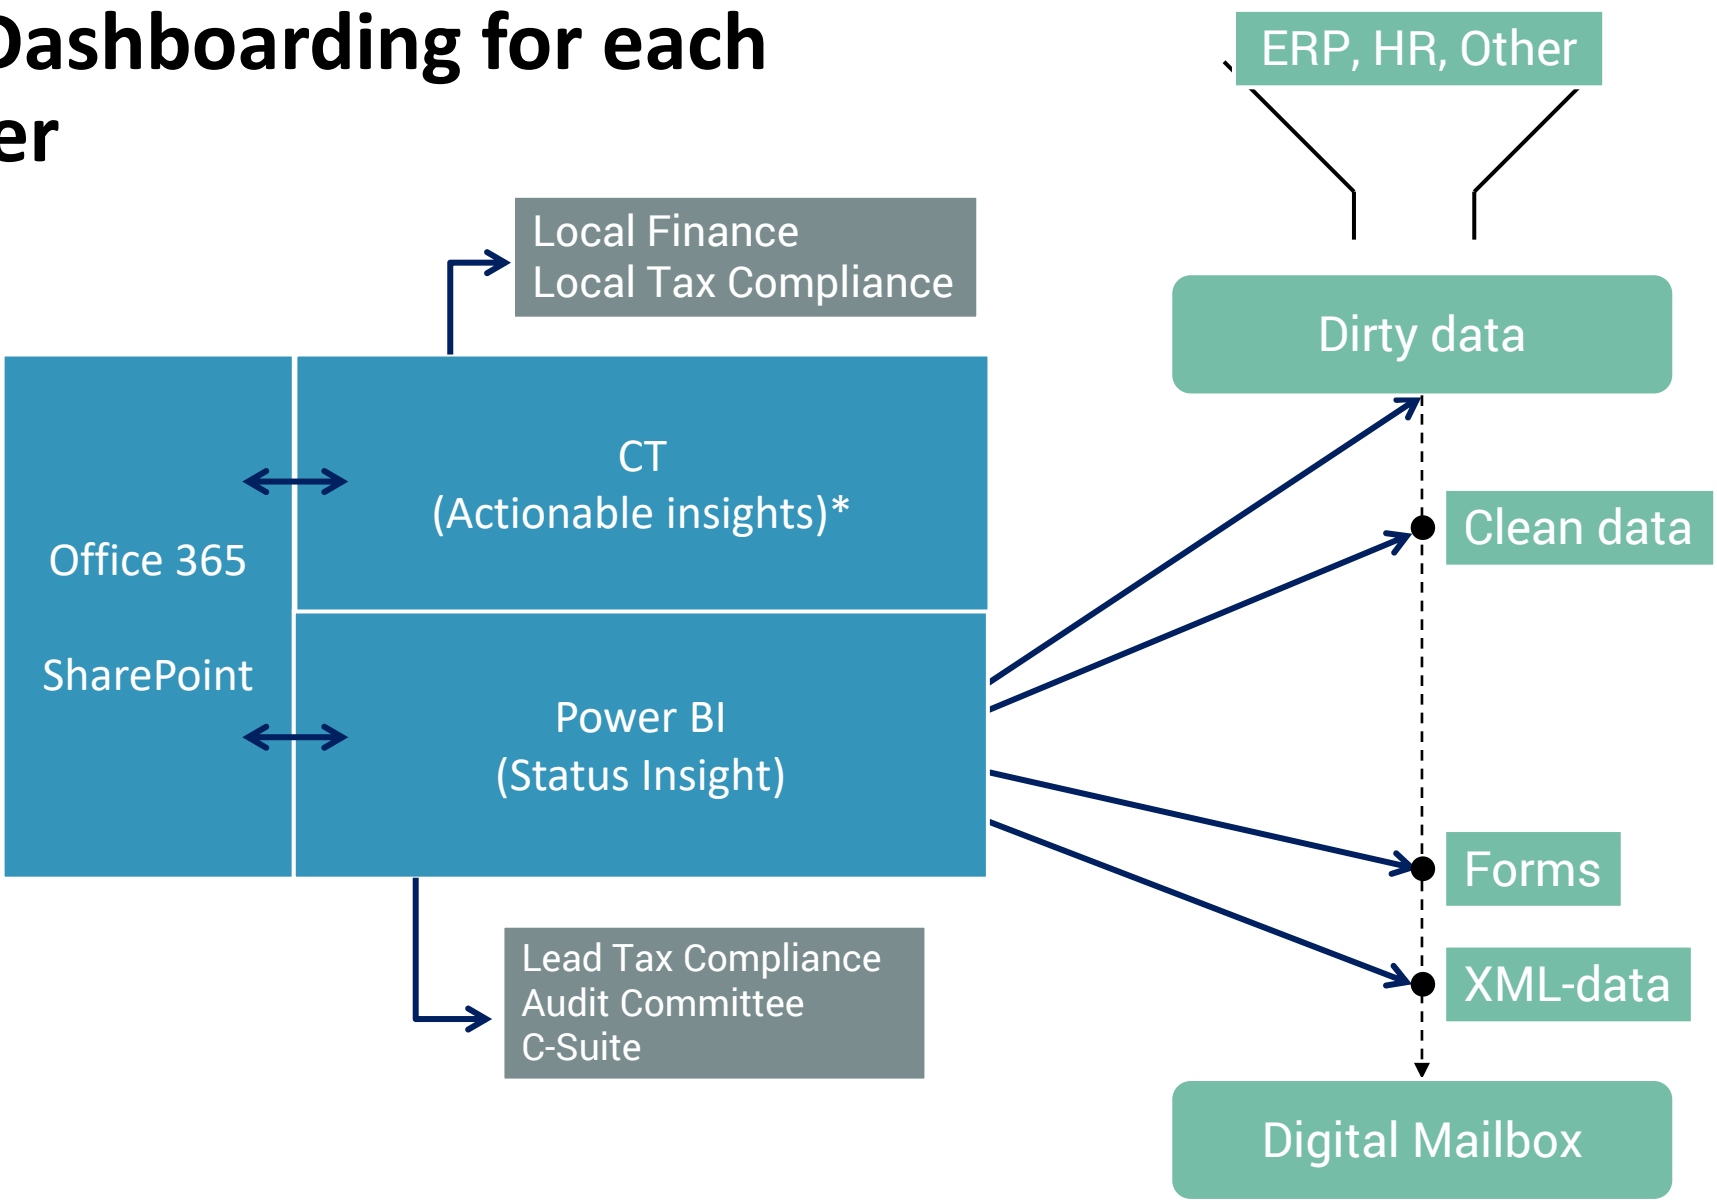 Dashboarding for each
er
ERP, HR, Other
Local Finance
Local Tax Compliance
Dirty data
CT
(Actionable insights)*
Clean data
Office 365
SharePoint
Power BI
(Status Insight)
Forms
Lead Tax Compliance
Audit Committee
C-Suite
XML-data
Digital Mailbox